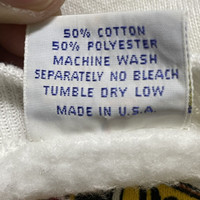 50% COTTON
50% POLYESTER
MACHINE WASH
SEPARATELY NO BLEACH
TUMBLE DRY LOW
MADE IN U.S.A.